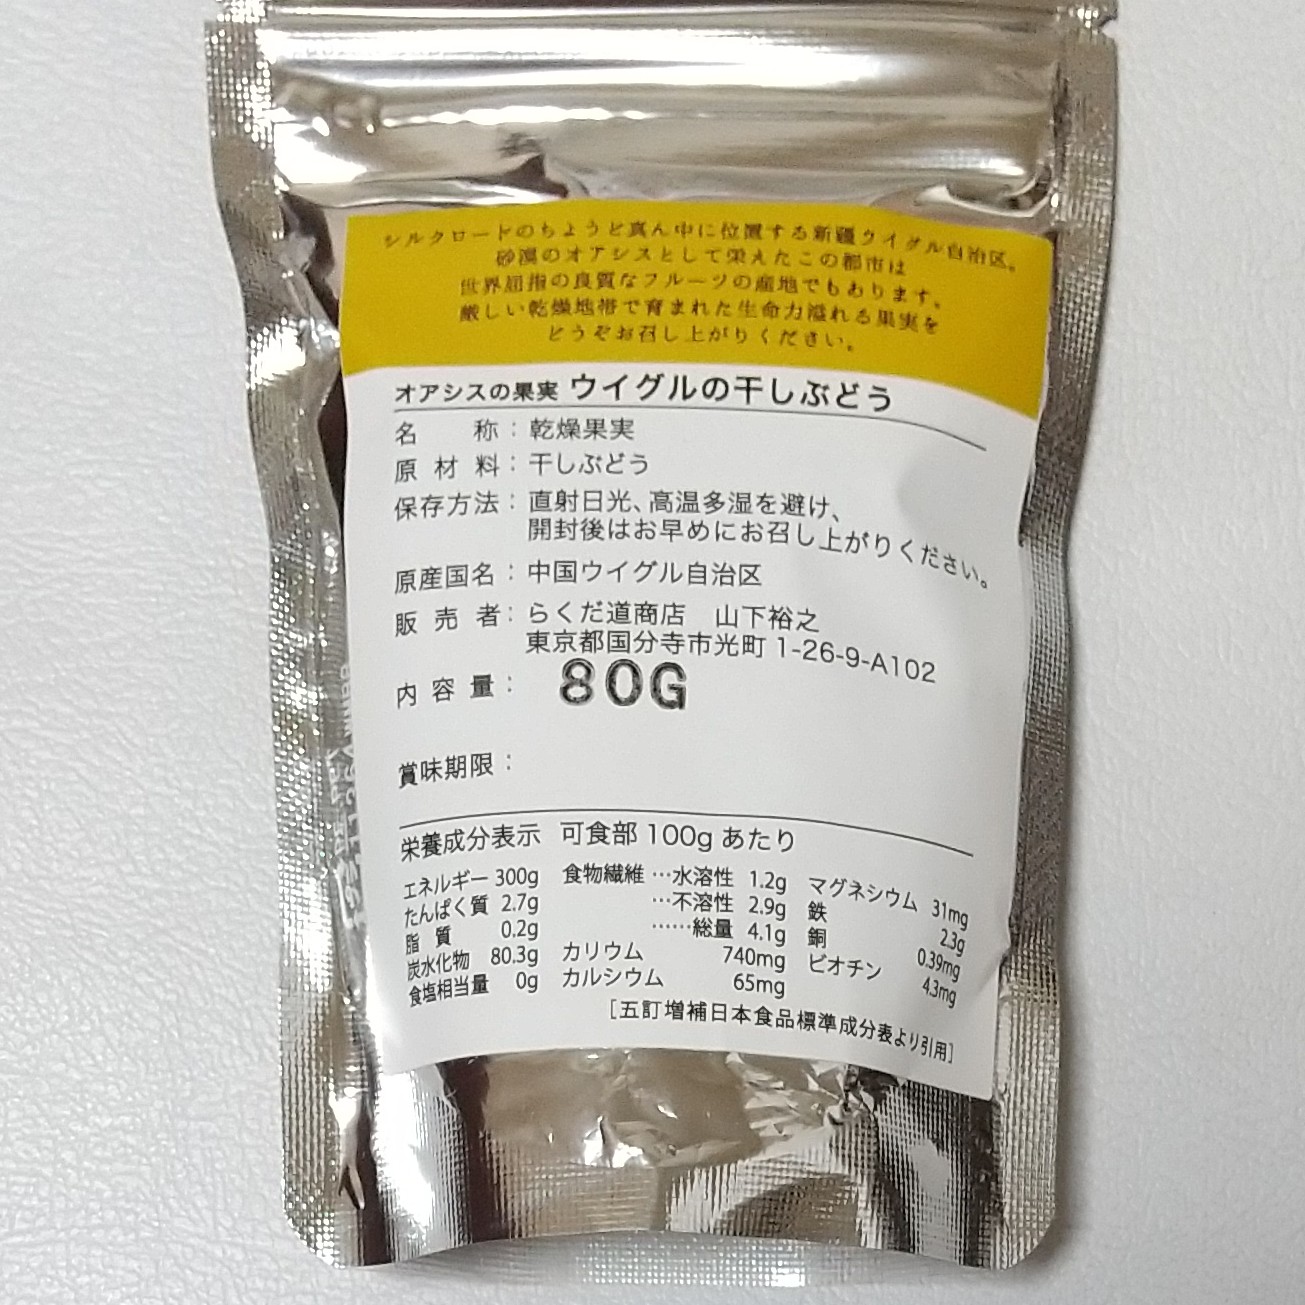 シルクロードのちょうど真ん中に位置する新疆ウイグル自治区。
砂漠のオアシスとして栄えたこの都市は
世界屈指の良質なフルーツの産地でもあります。
厳しい乾燥地帯で育まれた生命力溢れる果実を
どうぞお召し上がりください。
オアシスの果実 ウイグルの干しぶどう
名称：乾燥果実
原材料：干しぶどう
保存方法：直射日光、高温多湿を避け、
開封後はお早めにお召し上がりください。
原産国名：中国ウイグル自治区
販売者：らくだ道商店 山下裕之
東京都国分寺市光町 1-26-9-A102
内容量：80G
賞味期限：
栄養成分表示 可食部 100g あたり
エネルギー 300g 食物繊維 …水溶性 1.2g マグネシウム 31mg
たんぱく質 2.7g …不溶性 2.9g 鉄 2.3g
脂質 0.2g ……総量 4.1g 銅 0.39mg
炭水化物 80.3g カリウム 740mg ビオチン 4.3mg
食塩相当量 0g カルシウム 65mg
［五訂増補日本食品標準成分表より引用］